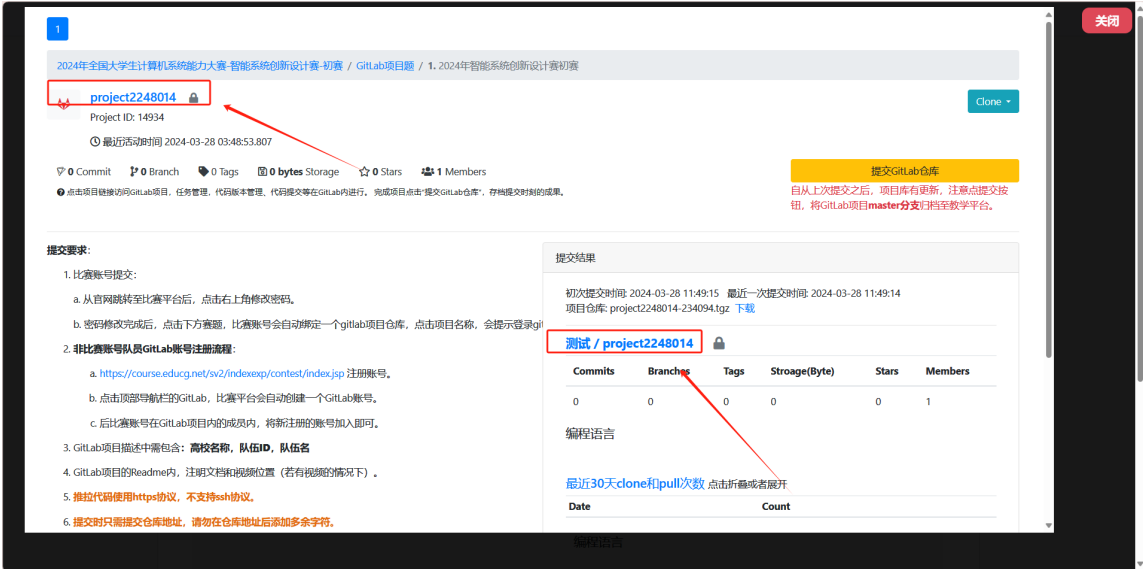 关闭
1
2024年全国大学生计算机系统能力大赛-智能系统创新设计赛-初赛 / GitLab项目题 / 1. 2024年智能系统创新设计赛初赛
project2248014
Clone
Project ID: 14934
最近活动时间 2024-03-28 03:48:53.807
0 Commit 0 Branch 0 Tags 0 bytes Storage 0 Stars 1 Members
提交GitLab仓库
点击项目链接访问GitLab项目，任务管理，代码版本管理、代码提交等在GitLab内进行。 完成项目点击“提交GitLab仓库”，存档提交时刻的成果。
自从上次提交之后，项目库有更新，注意点提交按
钮，将GitLab项目master分支归档至教学平台。
提交要求：
1. 比赛账号提交：
a. 从官网跳转至比赛平台后，点击右上角修改密码。
b. 密码修改完成后，点击下方赛题，比赛账号会自动绑定一个gitlab项目仓库，点击项目名称，会提示登录git
2. 非比赛账号队员GitLab账号注册流程：
a. https://course.educg.net/sv2/indexexp/contest/index.jsp 注册账号。
b. 点击顶部导航栏的GitLab，比赛平台会自动创建一个GitLab账号。
c. 后比赛账号在GitLab项目内的成员内，将新注册的账号加入即可。
3. GitLab项目描述中需包含：高校名称，队伍ID，队伍名
4. GitLab项目的Readme内，注明文档和视频位置（若有视频的情况下）。
5. 推拉代码使用https协议，不支持ssh协议。
6. 提交时只需提交仓库地址，请勿在仓库地址后添加多余字符。
提交结果
初次提交时间: 2024-03-28 11:49:15 最近一次提交时间: 2024-03-28 11:49:14
项目仓库: project2248014-234094.tgz 下载
测试 / project2248014
Commits Branches Tags Stroage(Byte) Stars Members
0 0 0 0 0 1
编程语言
最近30天clone和pull次数 点击折叠或者展开
Date Count
编程语言